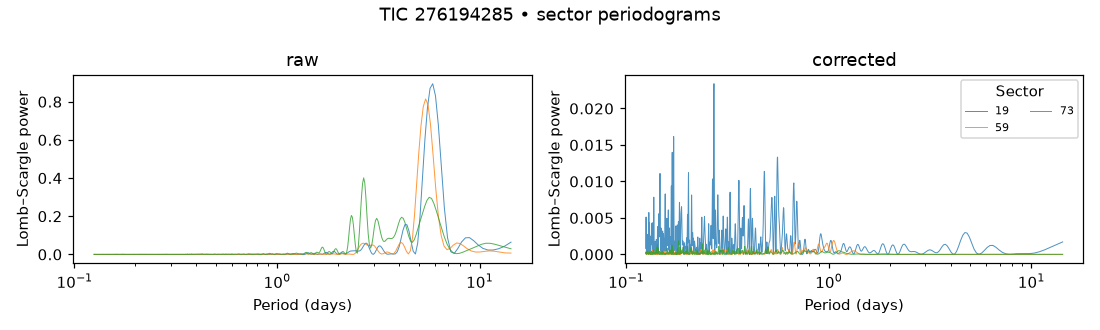 TIC 276194285 • sector periodograms
raw
corrected
Lomb–Scargle power
0.8
0.6
0.4
0.2
0.0
10⁻¹
10⁰
10¹
Period (days)
Lomb–Scargle power
0.020
0.015
0.010
0.005
0.000
10⁻¹
10⁰
10¹
Period (days)
Sector
19
73
59